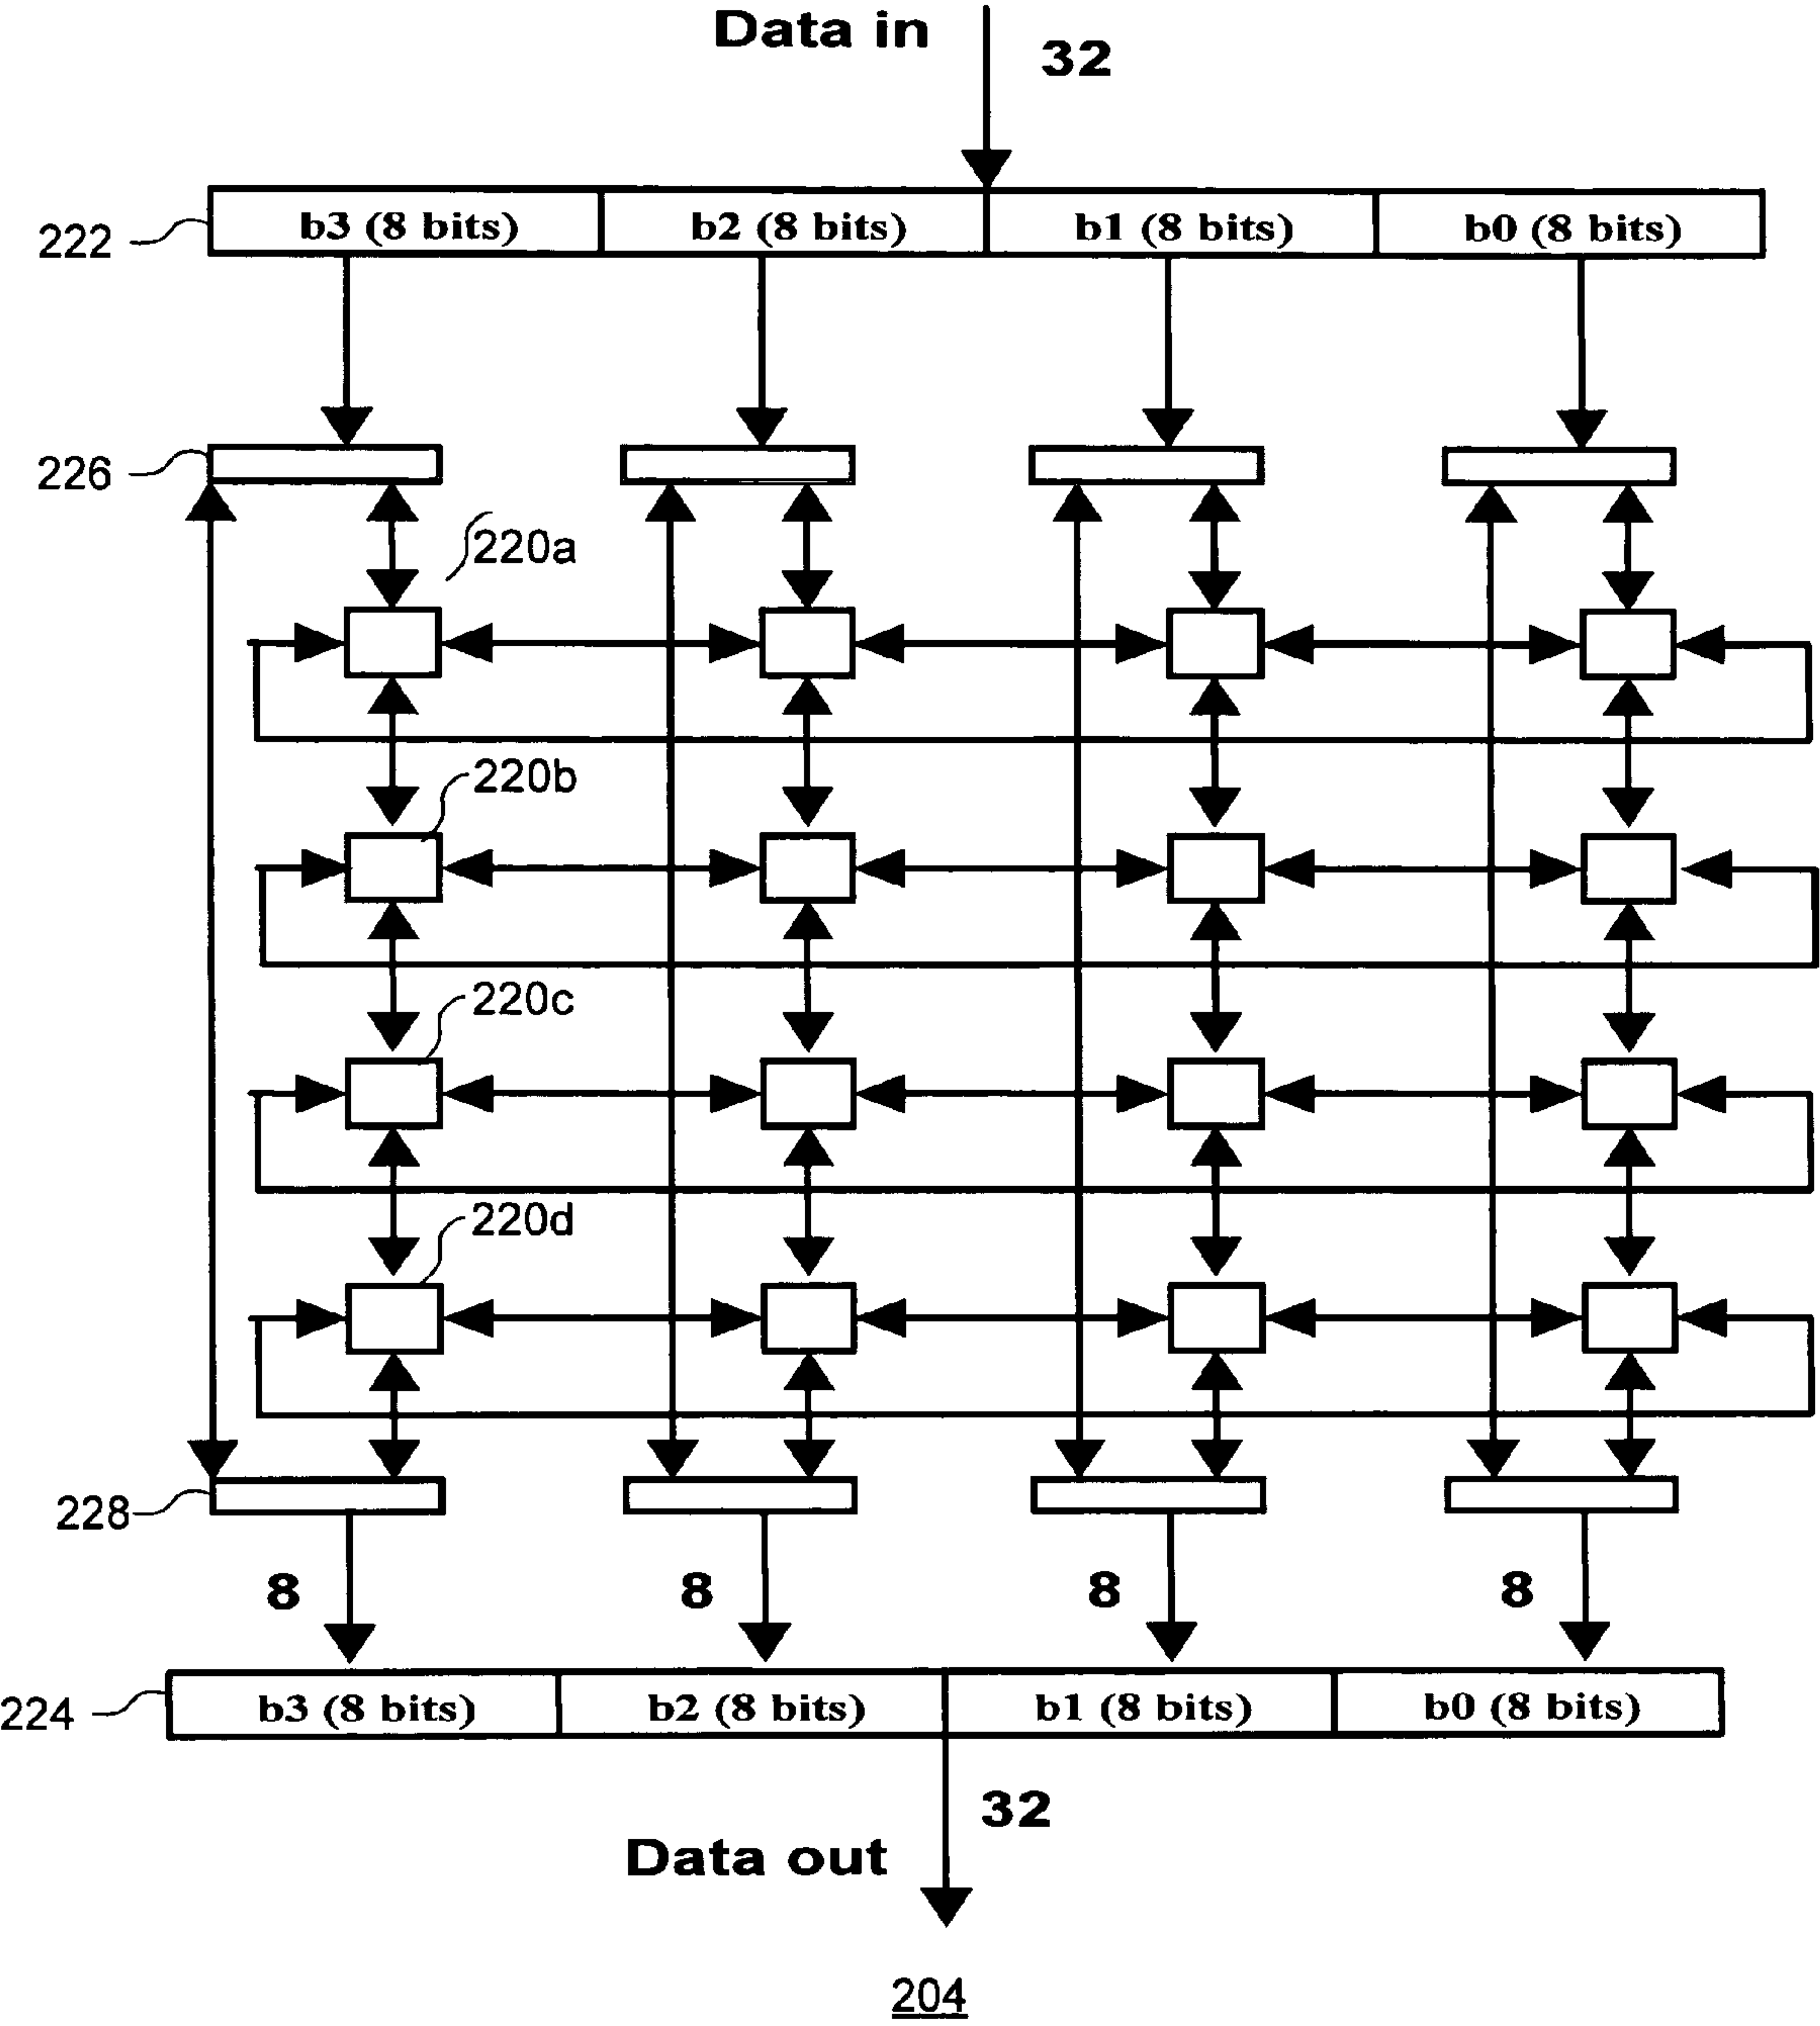 Data in
32
222
b3 (8 bits) b2 (8 bits) b1 (8 bits) b0 (8 bits)
226
220a
220b
220c
220d
228
8 8 8 8
224
b3 (8 bits) b2 (8 bits) b1 (8 bits) b0 (8 bits)
32
Data out
204